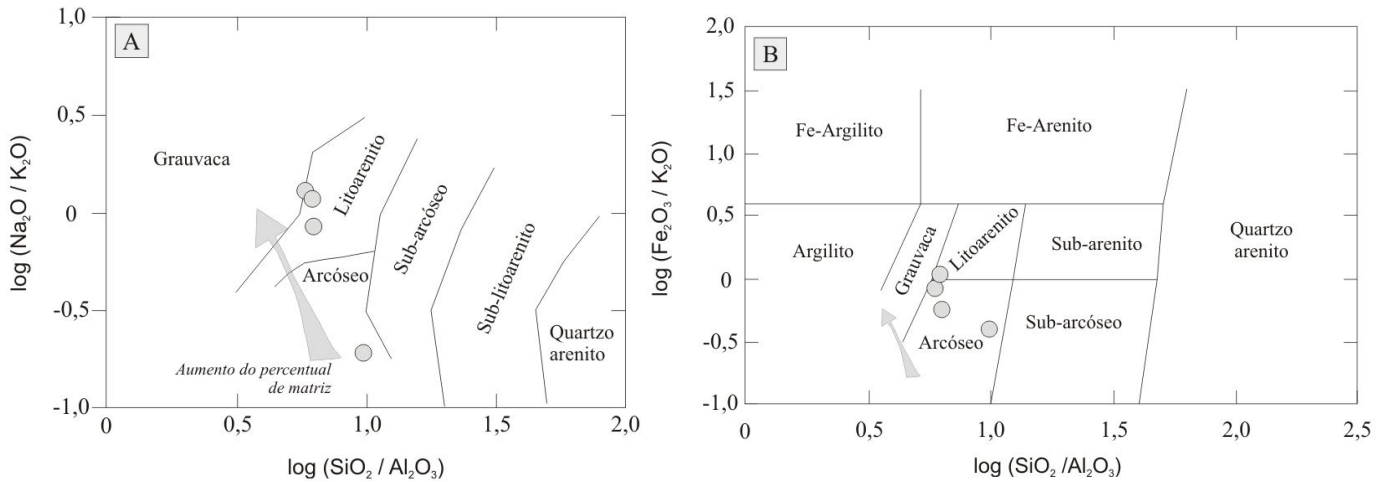 A
1,0
0,5
0
-0,5
-1,0
log (Na2O / K2O)
Grauvaca
Litoarenito
Arcóseo
Sub-arcóseo
Sub-litoarenito
Quartzo
arenito
Aumento do percentual
de matriz
0
0,5
1,0
1,5
2,0
log (SiO2 / Al2O3)
B
2,0
1,5
1,0
0,5
0
-0,5
-1,0
log (Fe2O3 / K2O)
Fe-Argilito
Fe-Arenito
Argilito
Grauvaca
Litoarenito
Sub-arenito
Quartzo
arenito
Arcóseo
Sub-arcóseo
0
0,5
1,0
1,5
2,0
2,5
log (SiO2 /Al2O3)